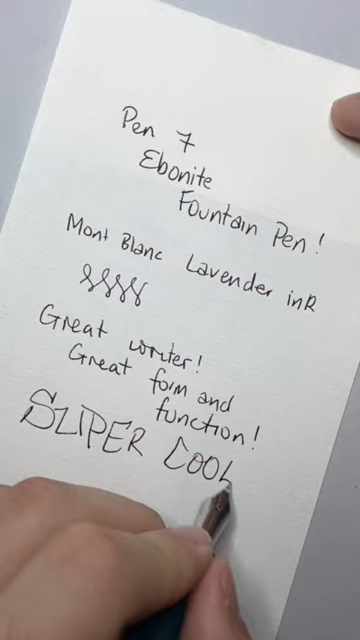 Pen 7
Ebonite
Fountain Pen!
Mont Blanc Lavender ink
Great writer!
Great form and
function!
SUPER COOL